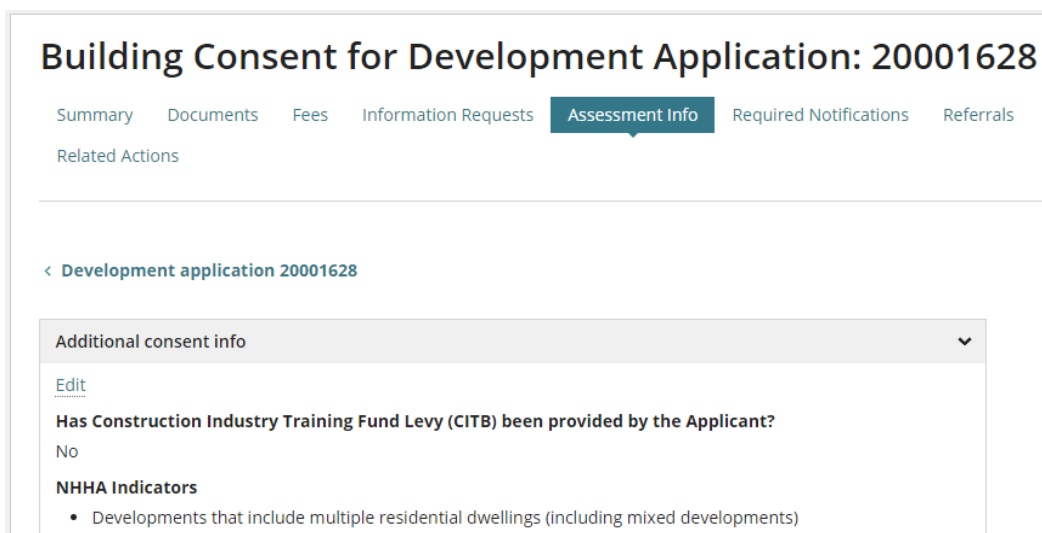 Building Consent for Development Application: 20001628
Summary Documents Fees Information Requests Assessment Info Required Notifications Referrals
Related Actions
< Development application 20001628
Additional consent info
Edit
Has Construction Industry Training Fund Levy (CITB) been provided by the Applicant?
No
NHHA Indicators
• Developments that include multiple residential dwellings (including mixed developments)